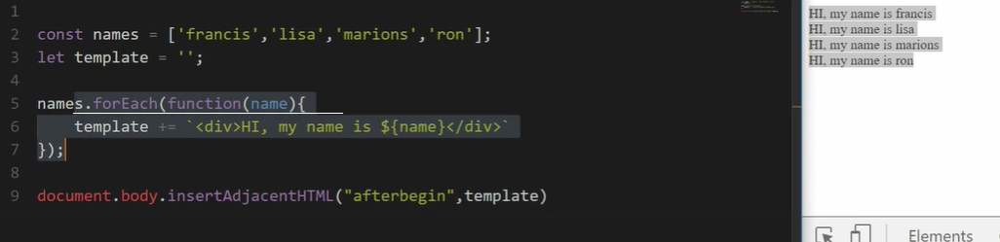 1
2 const names = ['francis','lisa','marions','ron'];
3 let template = '';
4
5 names.forEach(function(name){
6     template += `<div>HI, my name is ${name}</div>`
7 });
8
9 document.body.insertAdjacentHTML("afterbegin",template)
HI, my name is francis
HI, my name is lisa
HI, my name is marions
HI, my name is ron
Elements